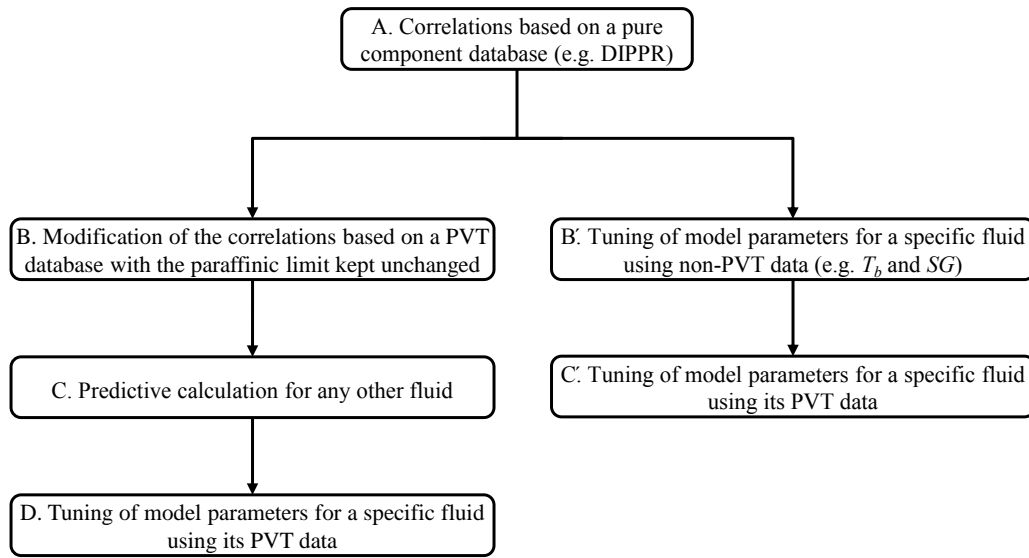 A. Correlations based on a pure
component database (e.g. DIPPR)
B. Modification of the correlations based on a PVT
database with the paraffinic limit kept unchanged
B′. Tuning of model parameters for a specific fluid
using non-PVT data (e.g. T_b and SG)
C. Predictive calculation for any other fluid
C′. Tuning of model parameters for a specific fluid
using its PVT data
D. Tuning of model parameters for a specific fluid
using its PVT data